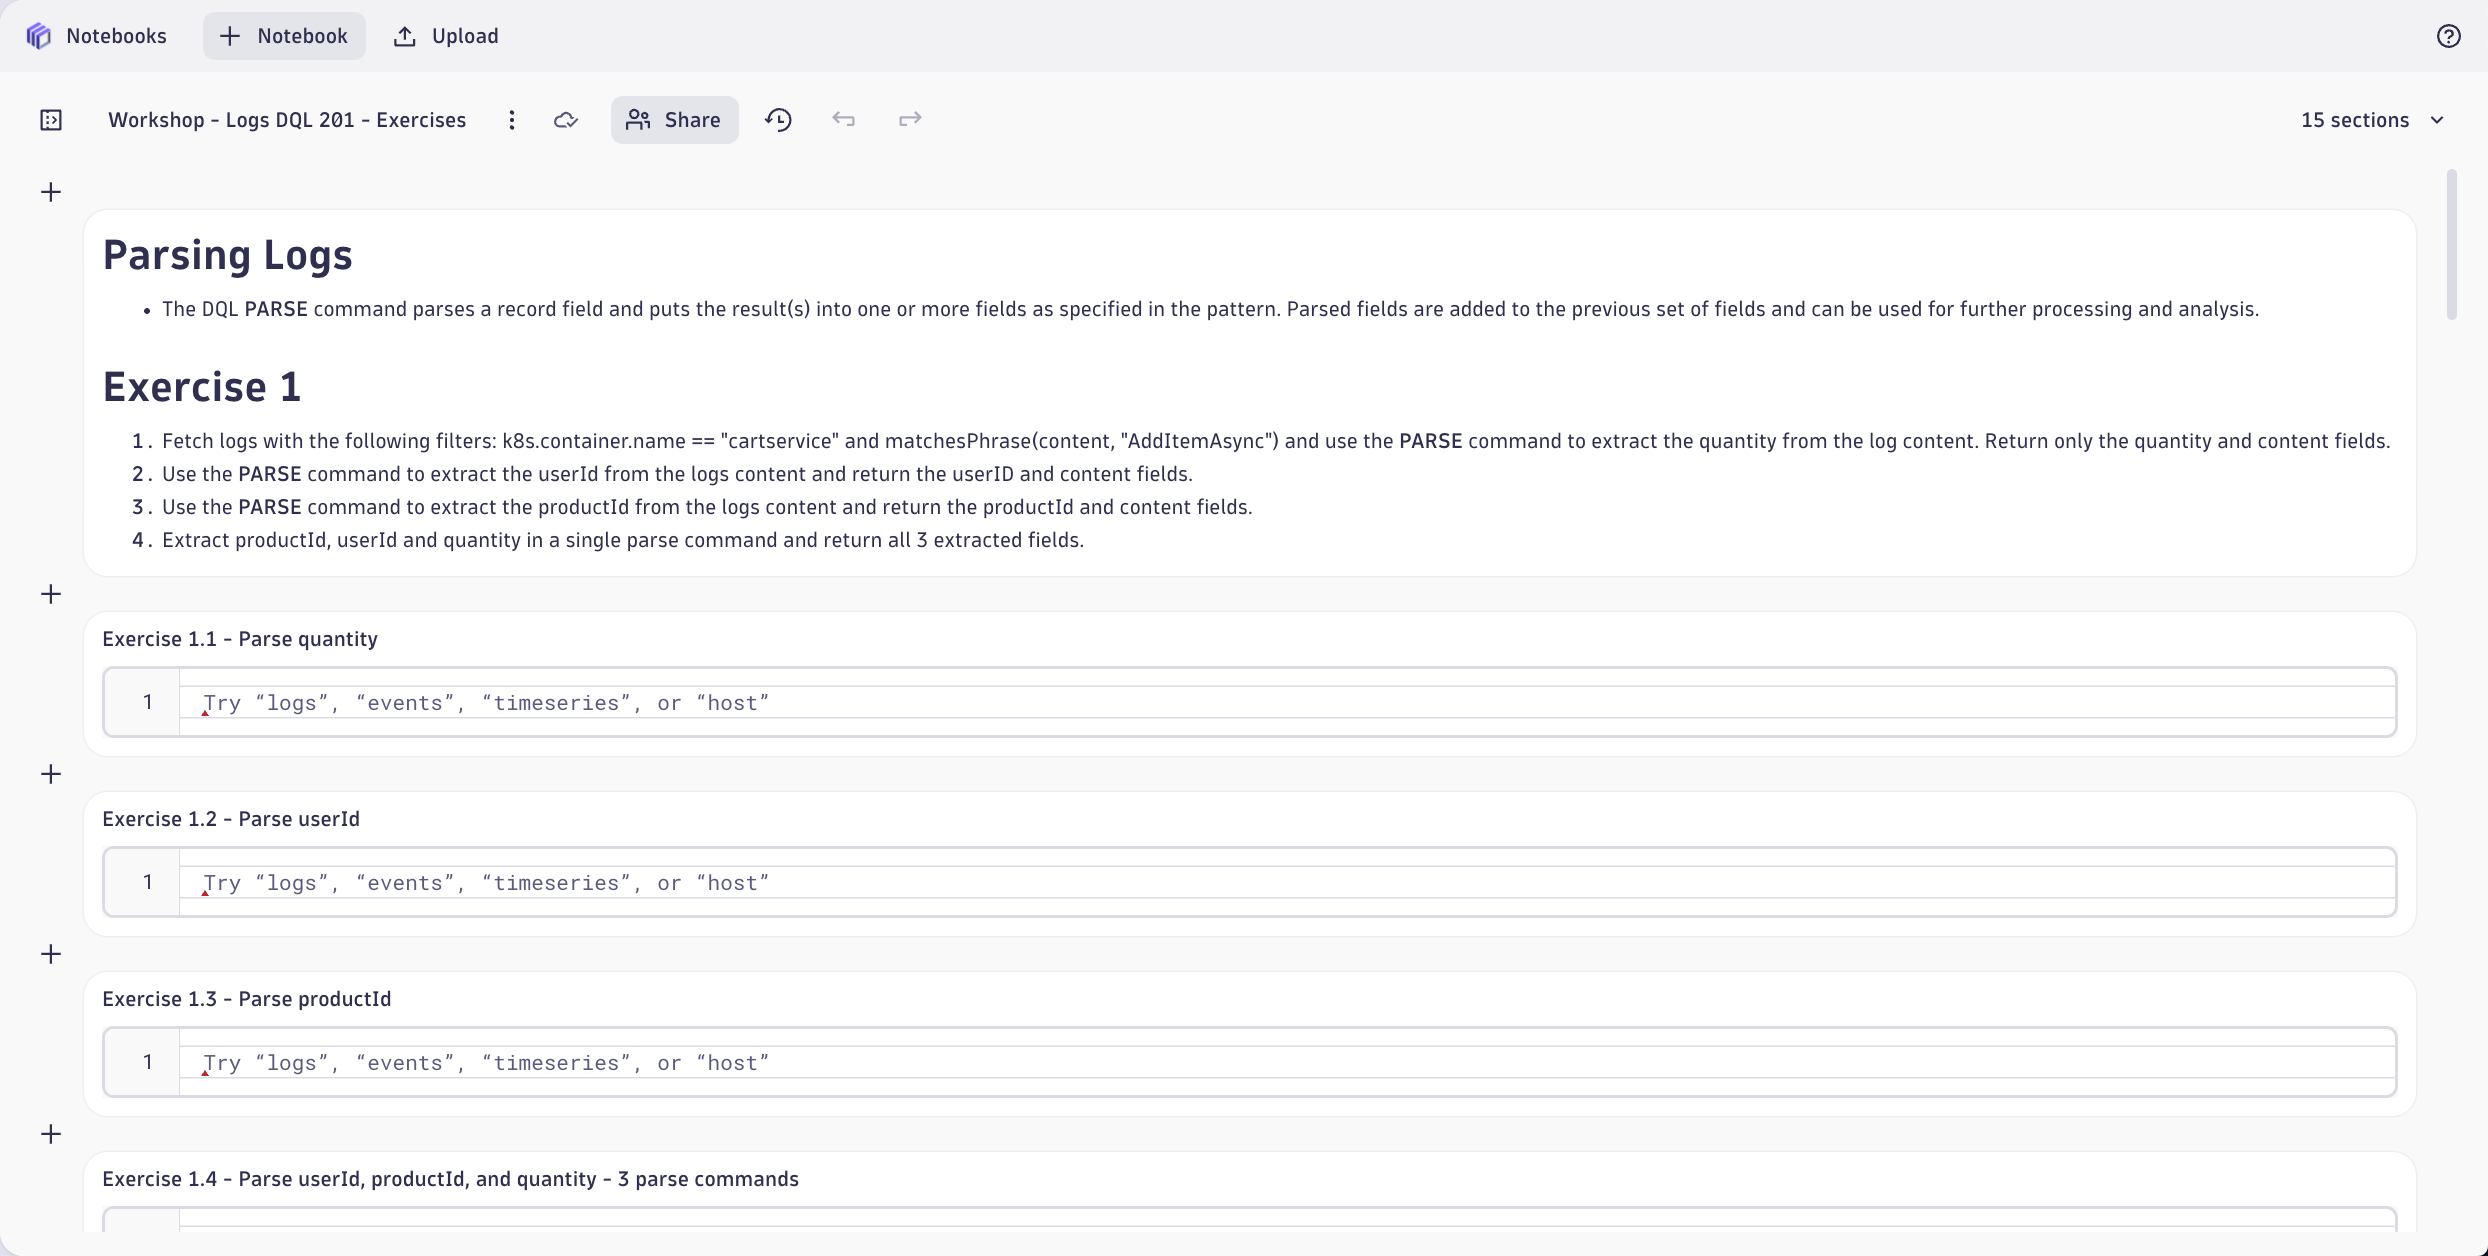 Notebooks
Notebook
Upload
Workshop - Logs DQL 201 - Exercises
Share
15 sections
Parsing Logs
• The DQL PARSE command parses a record field and puts the result(s) into one or more fields as specified in the pattern. Parsed fields are added to the previous set of fields and can be used for further processing and analysis.
Exercise 1
1. Fetch logs with the following filters: k8s.container.name == "cartservice" and matchesPhrase(content, "AddItemAsync") and use the PARSE command to extract the quantity from the log content. Return only the quantity and content fields.
2. Use the PARSE command to extract the userId from the logs content and return the userID and content fields.
3. Use the PARSE command to extract the productId from the logs content and return the productId and content fields.
4. Extract productId, userId and quantity in a single parse command and return all 3 extracted fields.
Exercise 1.1 - Parse quantity
1 Try “logs”, “events”, “timeseries”, or “host”
Exercise 1.2 - Parse userId
1 Try “logs”, “events”, “timeseries”, or “host”
Exercise 1.3 - Parse productId
1 Try “logs”, “events”, “timeseries”, or “host”
Exercise 1.4 - Parse userId, productId, and quantity - 3 parse commands